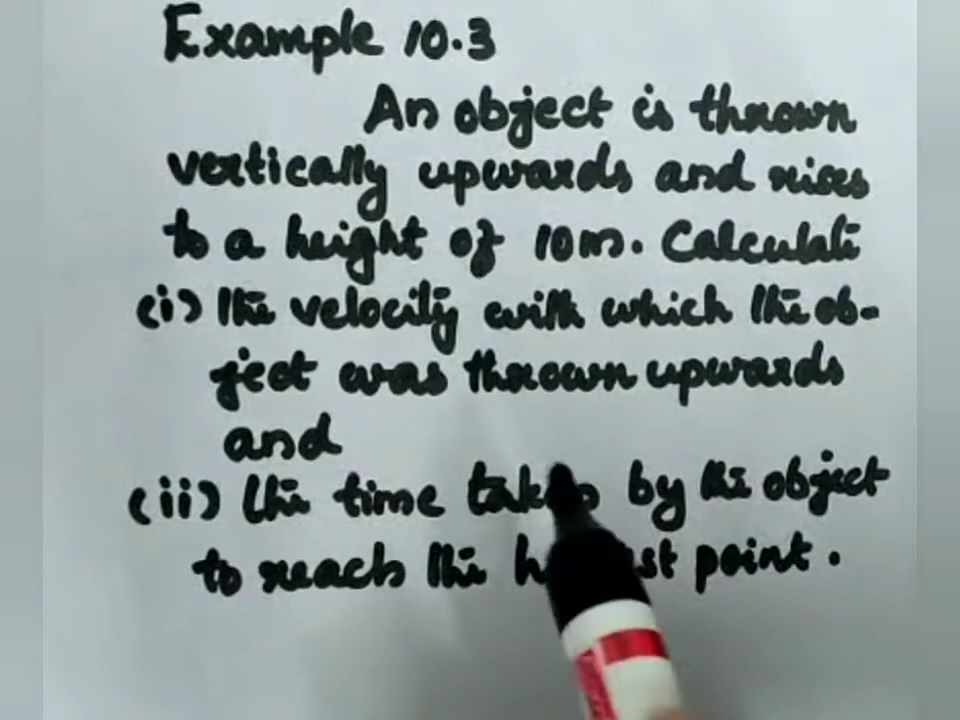 Example 10.3
An object is thrown
vertically upwards and rises
to a height of 10m. Calculate
(i) the velocity with which the ob-
ject was thrown upwards
and
(ii) the time taken by the object
to reach the point.